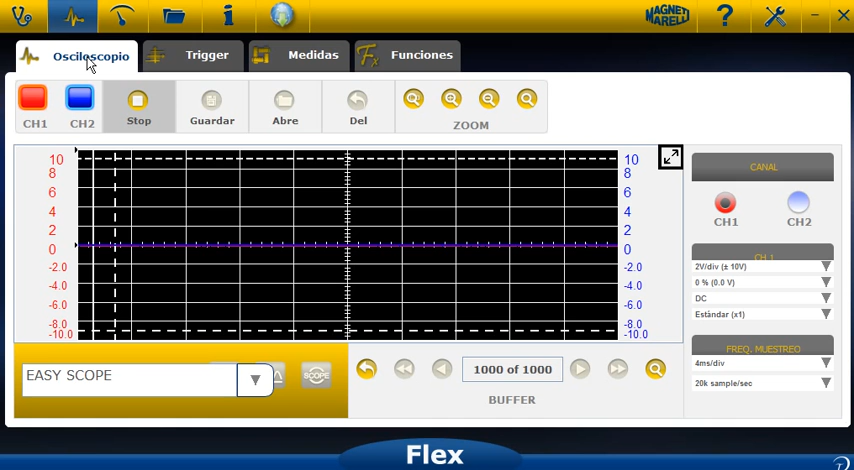 MAGNETI
MARELLI
Osciloscopio
Trigger
Medidas
Funciones
CH1
CH2
Stop
Guardar
Abre
Del
ZOOM
10
8
6
4
2
0
-2.0
-4.0
-6.0
-8.0
-10.0
10
8
6
4
2
0
-2.0
-4.0
-6.0
-8.0
-10.0
CANAL
CH1
CH2
CH 1
2V/div (± 10V)
0 % (0.0 V)
DC
Estándar (x1)
FREQ. MUESTREO
4ms/div
20k sample/sec
EASY SCOPE
SCOPE
1000 of 1000
BUFFER
Flex